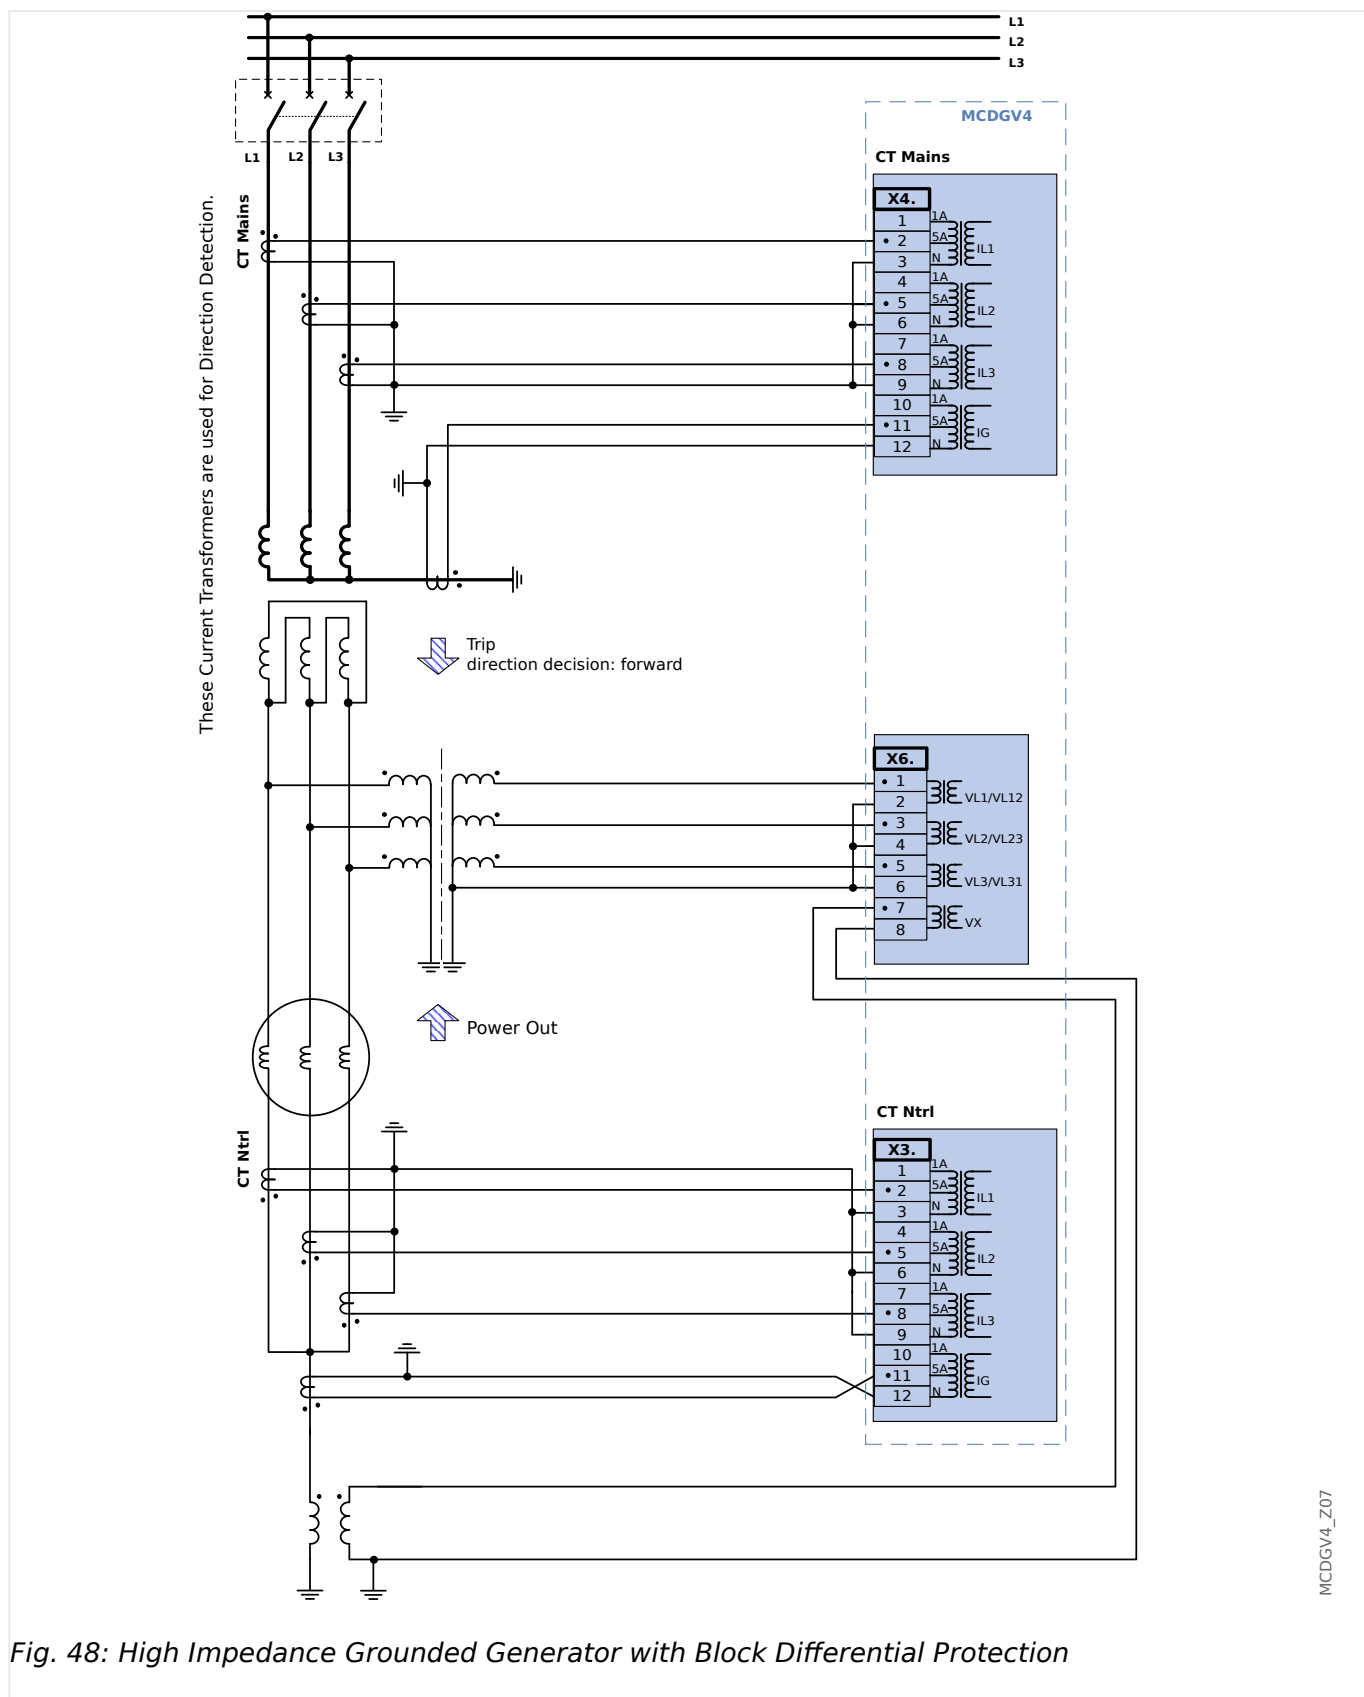 L1
L2
L3
MCDGV4
L1 L2 L3
CT Mains
These Current Transformers are used for Direction Detection.
CT Mains
X4.
1 1A
2 5A IL1
3 N
4 1A
5 5A IL2
6 N
7 1A
8 5A IL3
9 N
10 1A
11 5A IG
12 N
Trip
direction decision: forward
X6.
1
VL1/VL12
2
3
VL2/VL23
4
5
VL3/VL31
6
7
VX
8
Power Out
CT Ntrl
CT Ntrl
X3.
1 1A
2 5A IL1
3 N
4 1A
5 5A IL2
6 N
7 1A
8 5A IL3
9 N
10 1A
11 5A IG
12 N
MCDGV4_Z07
Fig. 48: High Impedance Grounded Generator with Block Differential Protection